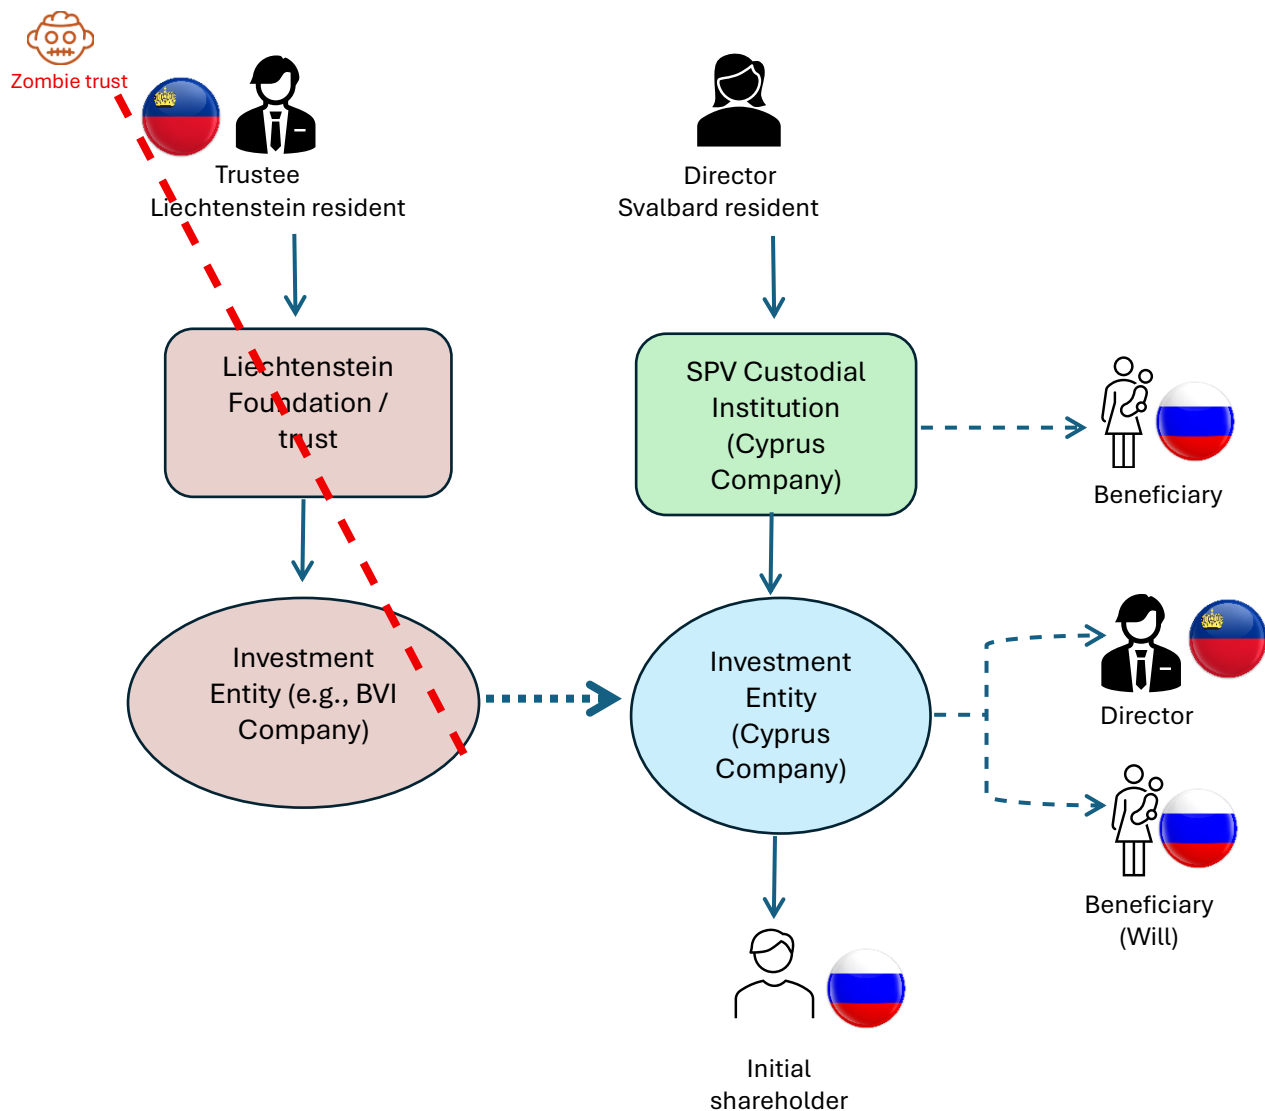 Zombie trust
Trustee
Liechtenstein resident
Director
Svalbard resident
Liechtenstein
Foundation /
trust
SPV Custodial
Institution
(Cyprus
Company)
Beneficiary
Investment
Entity (e.g., BVI
Company)
Investment
Entity
(Cyprus
Company)
Director
Beneficiary
(Will)
Initial
shareholder